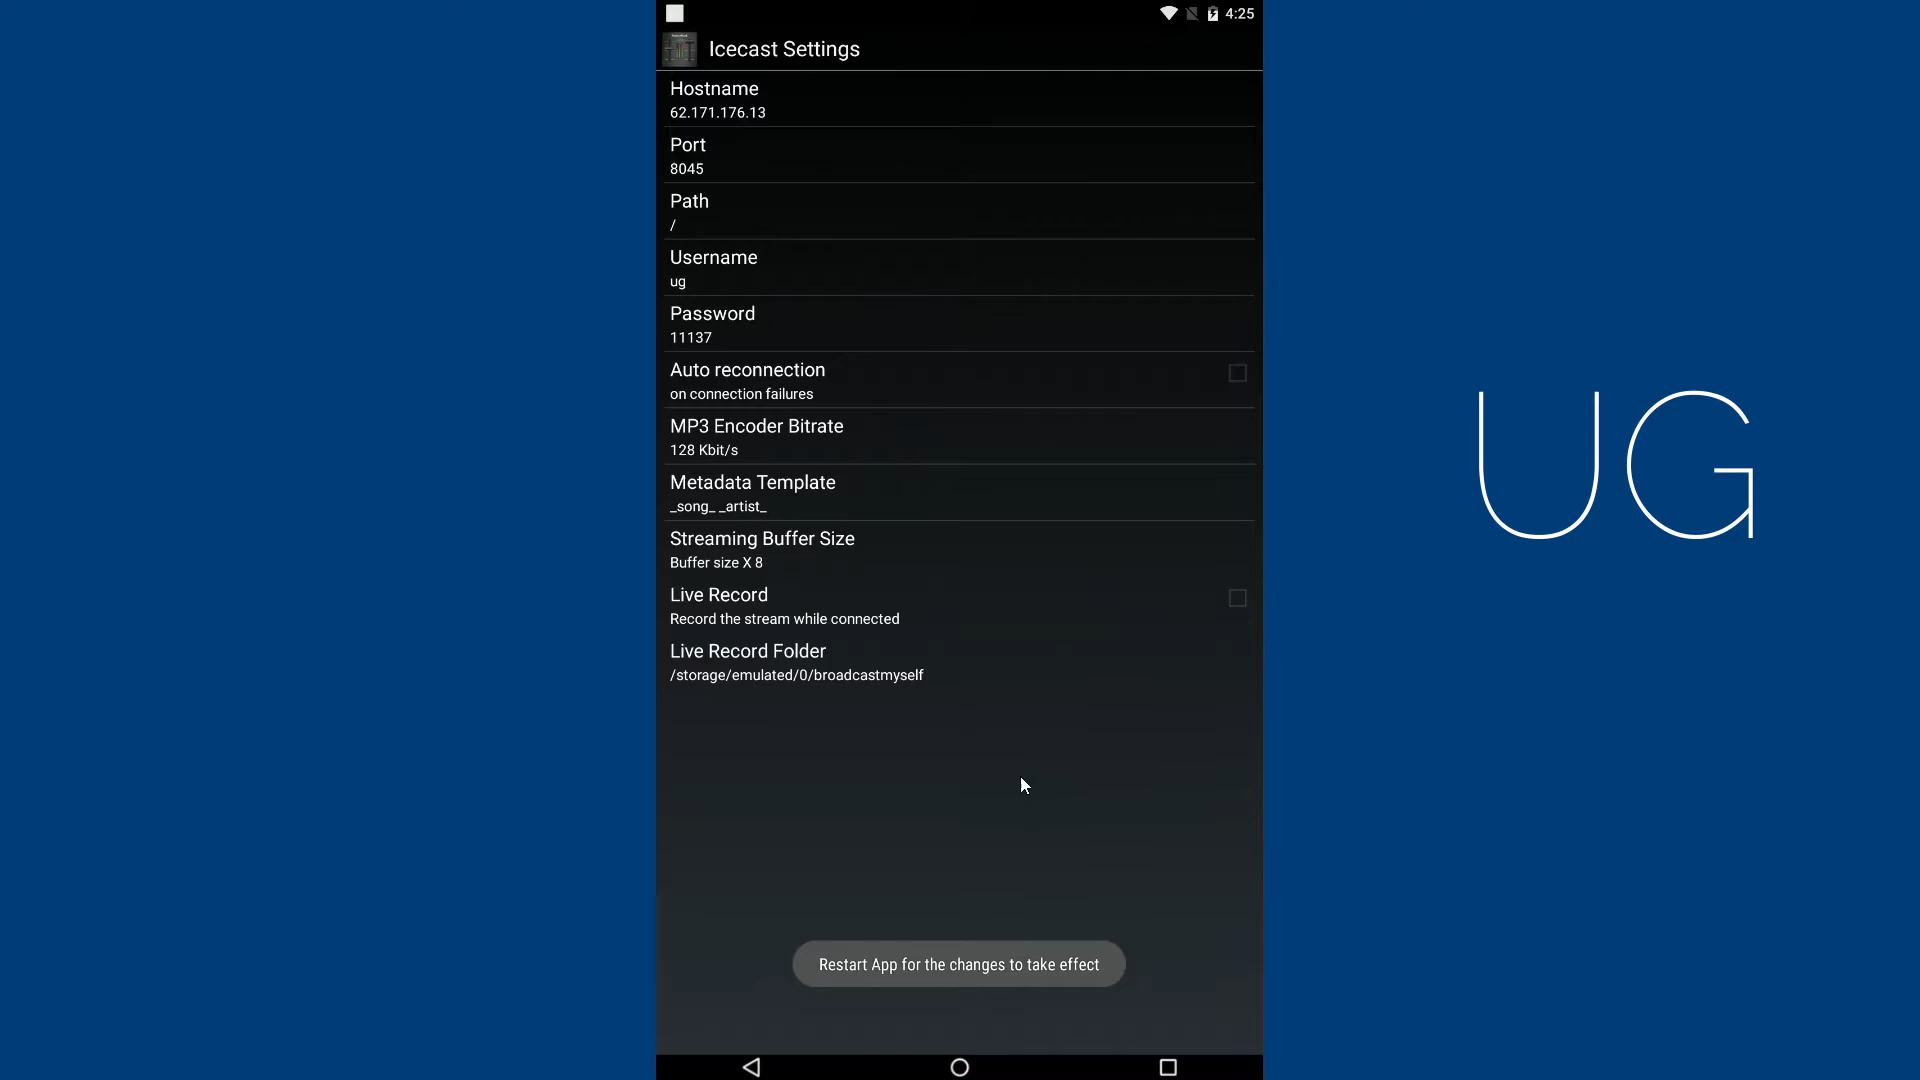 4:25
Icecast Settings
Hostname
62.171.176.13
Port
8045
Path
/
Username
ug
Password
11137
Auto reconnection
on connection failures
MP3 Encoder Bitrate
128 Kbit/s
Metadata Template
_song_ _artist_
Streaming Buffer Size
Buffer size X 8
Live Record
Record the stream while connected
Live Record Folder
/storage/emulated/0/broadcastmyself
Restart App for the changes to take effect
UG